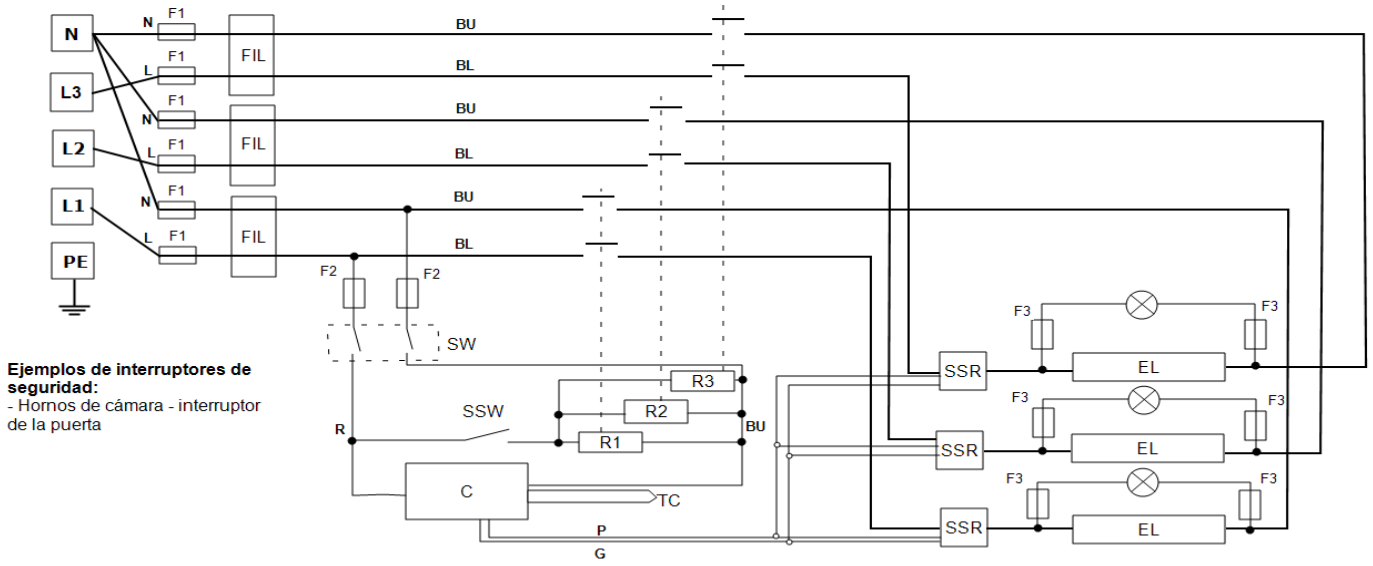 F1
N
BU
N
FIL
F1
L
BL
L3
F1
BU
N
L2
FIL
F1
L
BL
F1
BU
N
L1
FIL
F1
L
BL
PE
F2
F2
F3
F3
SW
SSR
EL
Ejemplos de interruptores de
seguridad:
- Hornos de cámara - interruptor
de la puerta
R3
F3
F3
SSW
R2
R
BU
R1
SSR
EL
F3
F3
C
TC
P
SSR
EL
G